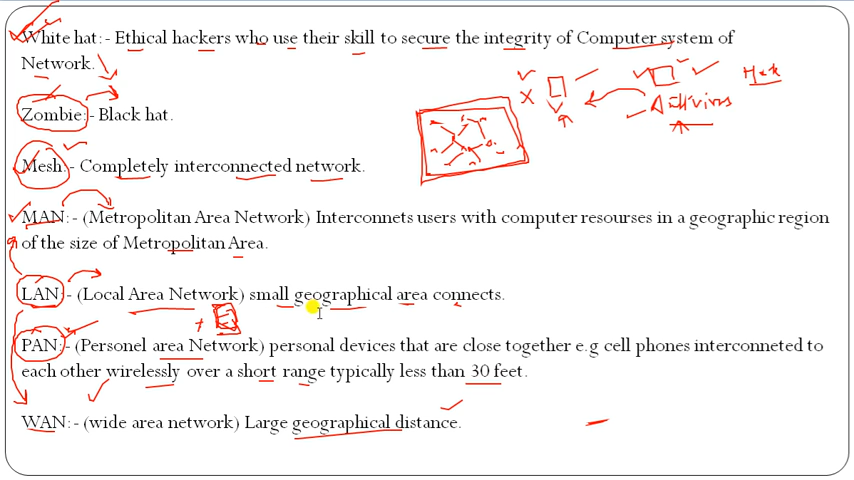 White hat:- Ethical hackers who use their skill to secure the integrity of Computer system of
Network.
Zombie:- Black hat.
Mesh:- Completely interconnected network.
MAN:- (Metropolitan Area Network) Interconnets users with computer resourses in a geographic region
of the size of Metropolitan Area.
LAN:- (Local Area Network) small geographical area connects.
PAN:- (Personel area Network) personal devices that are close together e.g cell phones interconneted to
each other wirelessly over a short range typically less than 30 feet.
WAN:- (wide area network) Large geographical distance.